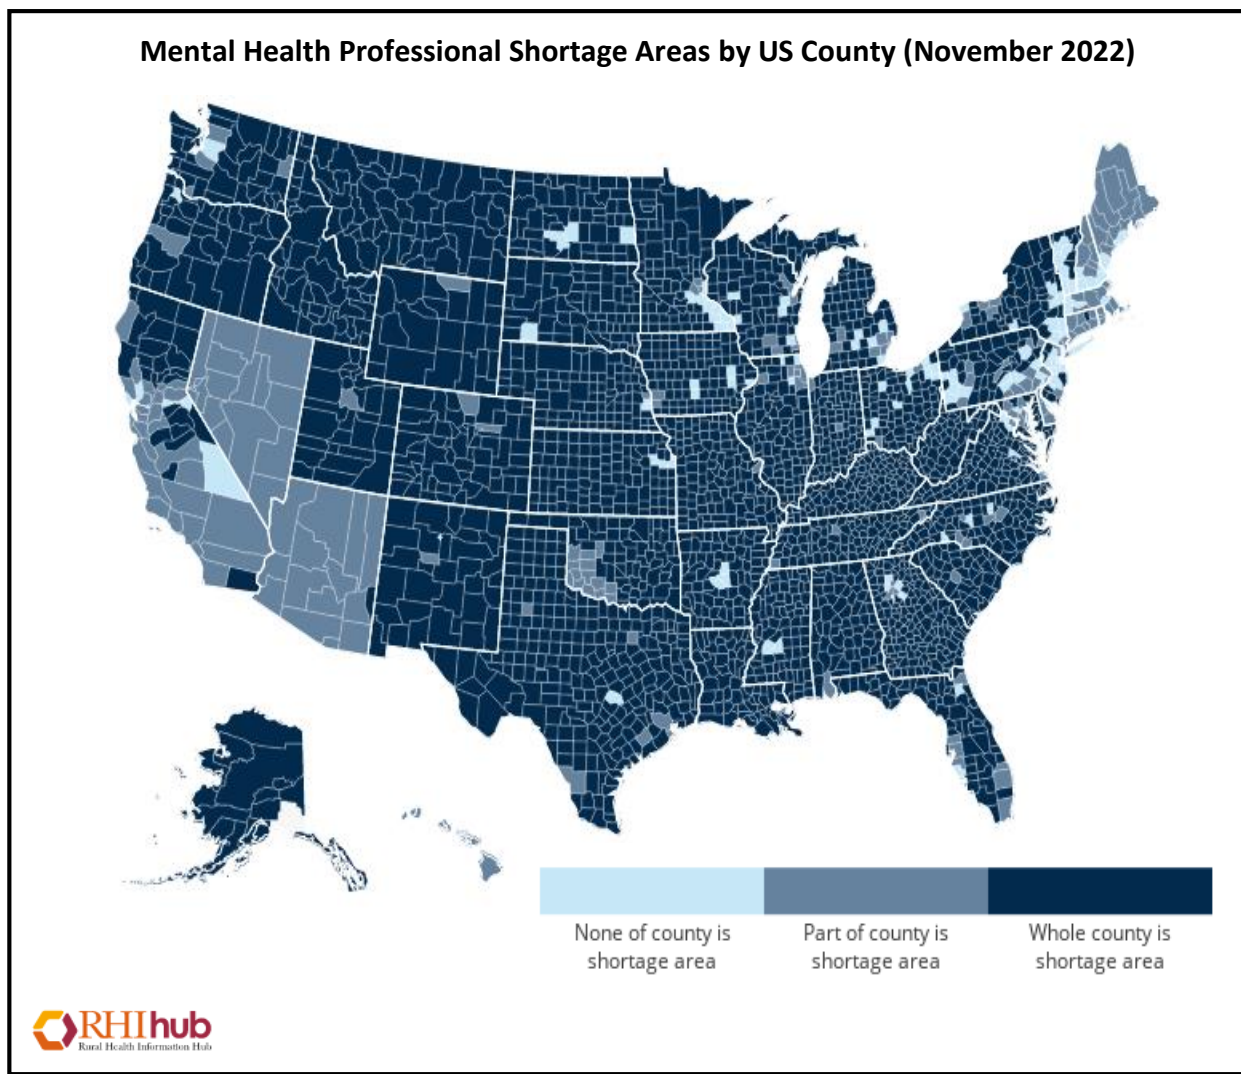 Mental Health Professional Shortage Areas by US County (November 2022)
None of county is
shortage area
Part of county is
shortage area
Whole county is
shortage area
RHIhub
Rural Health Information Hub